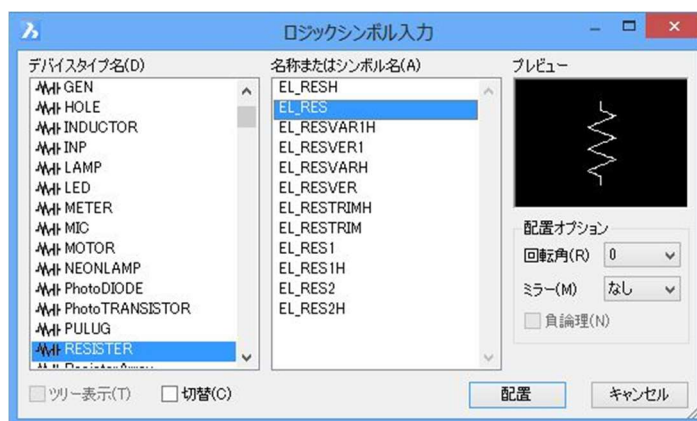 ロジックシンボル入力
デバイスタイプ名(D)
GEN
HOLE
INDUCTOR
INP
LAMP
LED
METER
MIC
MOTOR
NEONLAMP
PhotoDIODE
PhotoTRANSISTOR
PULUG
RESISTER
名称またはシンボル名(A)
EL_RESH
EL_RES
EL_RESVAR1H
EL_RESVER1
EL_RESVARH
EL_RESVER
EL_RESTRIMH
EL_RESTRIM
EL_RES1
EL_RES1H
EL_RES2
EL_RES2H
プレビュー
配置オプション
回転角(R) 0
ミラー(M) なし
負論理(N)
ツリー表示(T) 切替(C)
配置 キャンセル